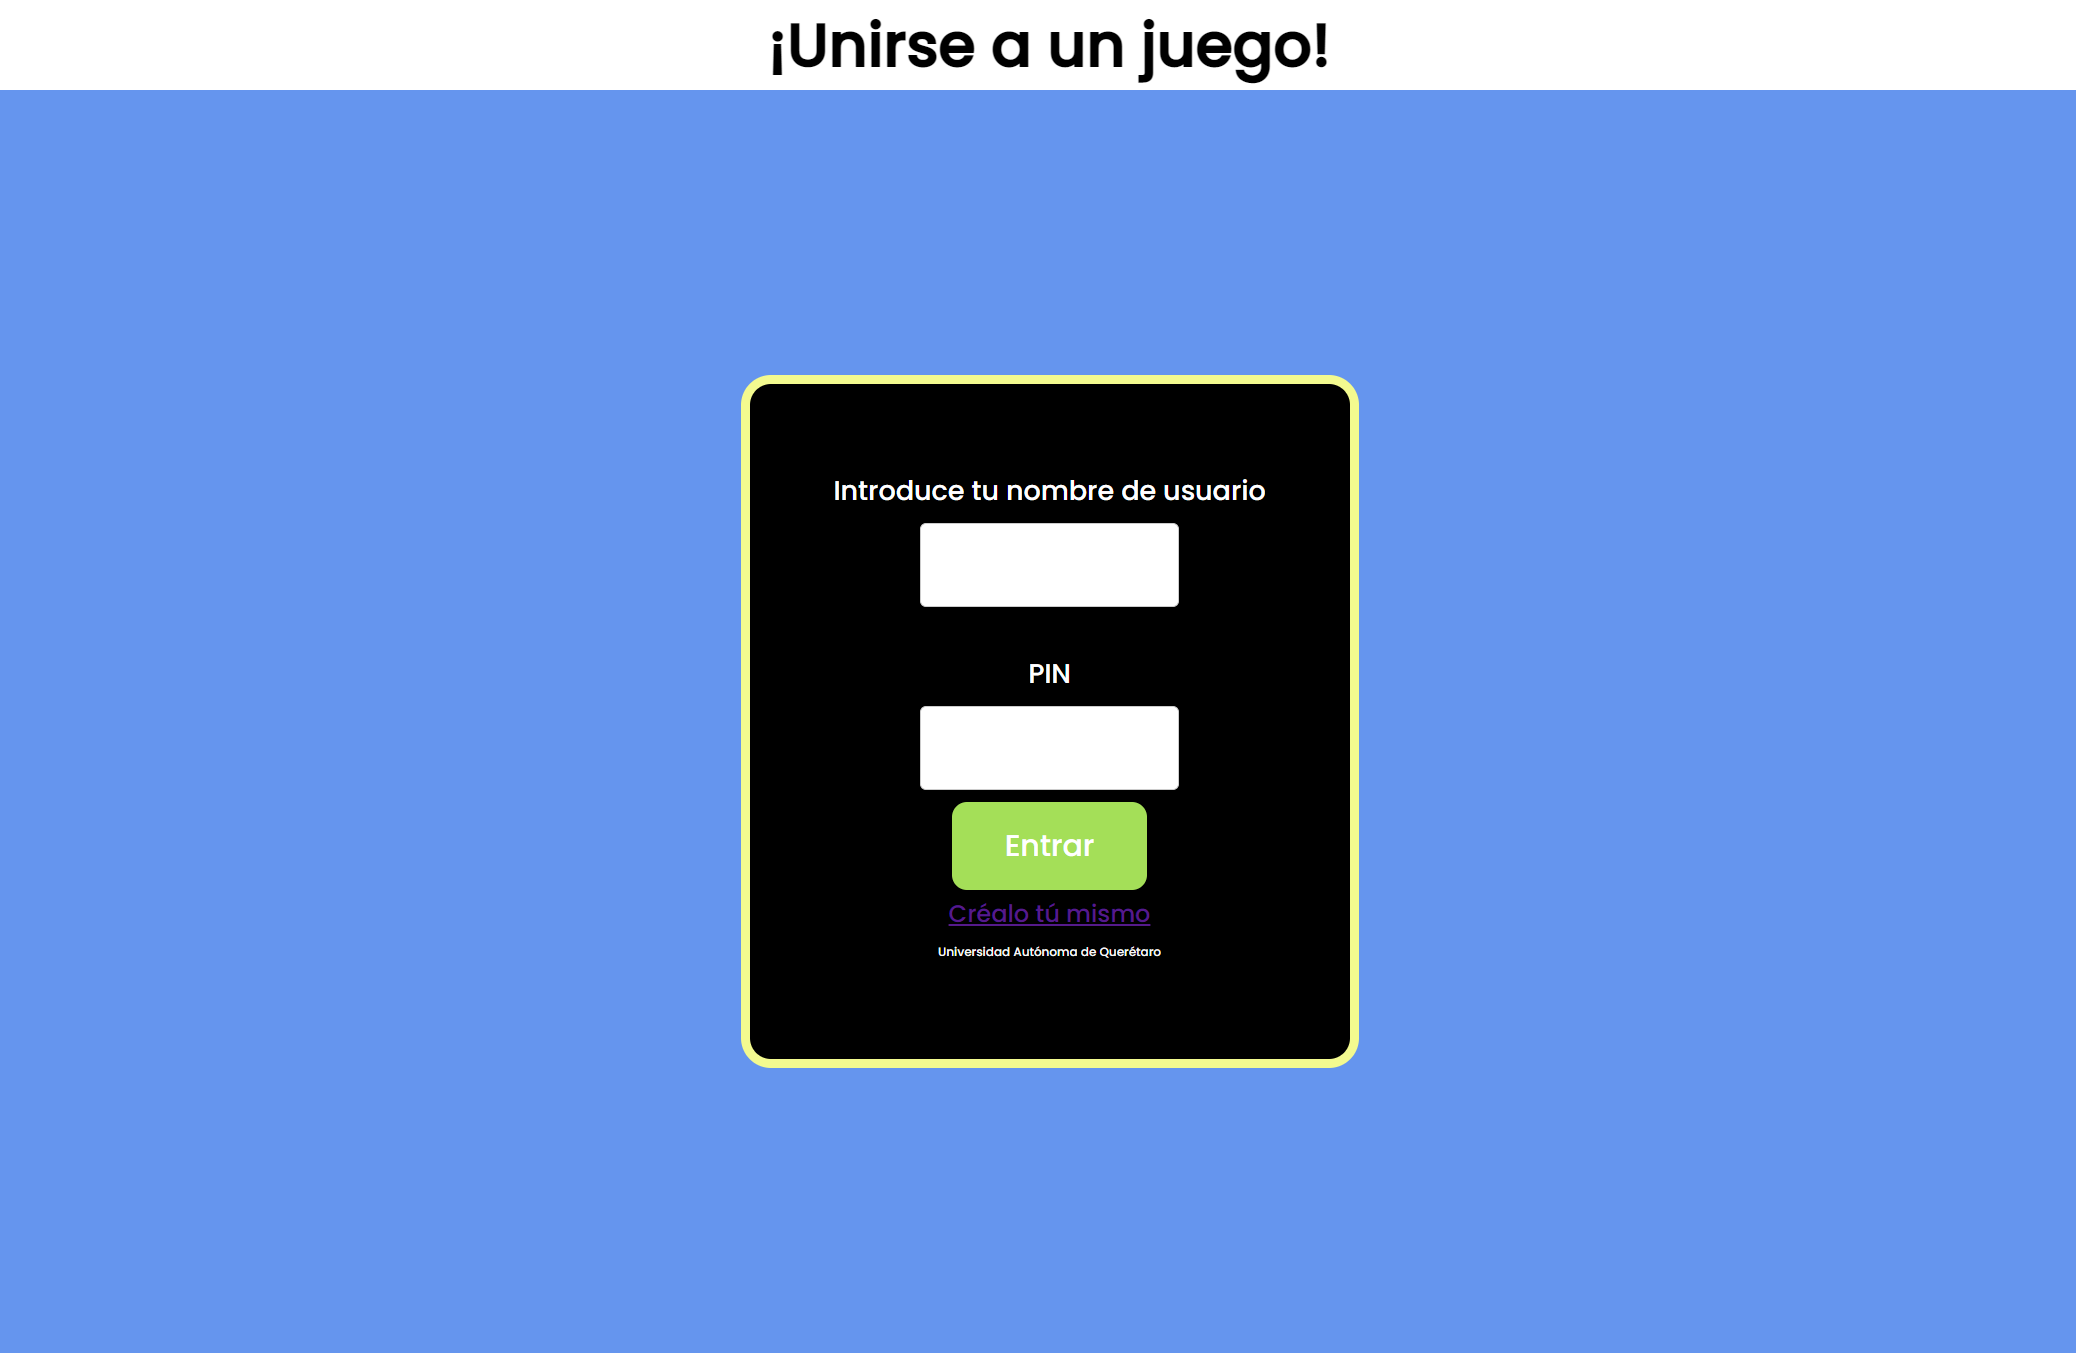 ¡Unirse a un juego!
Introduce tu nombre de usuario
PIN
Entrar
Créalo tú mismo
Universidad Autónoma de Querétaro